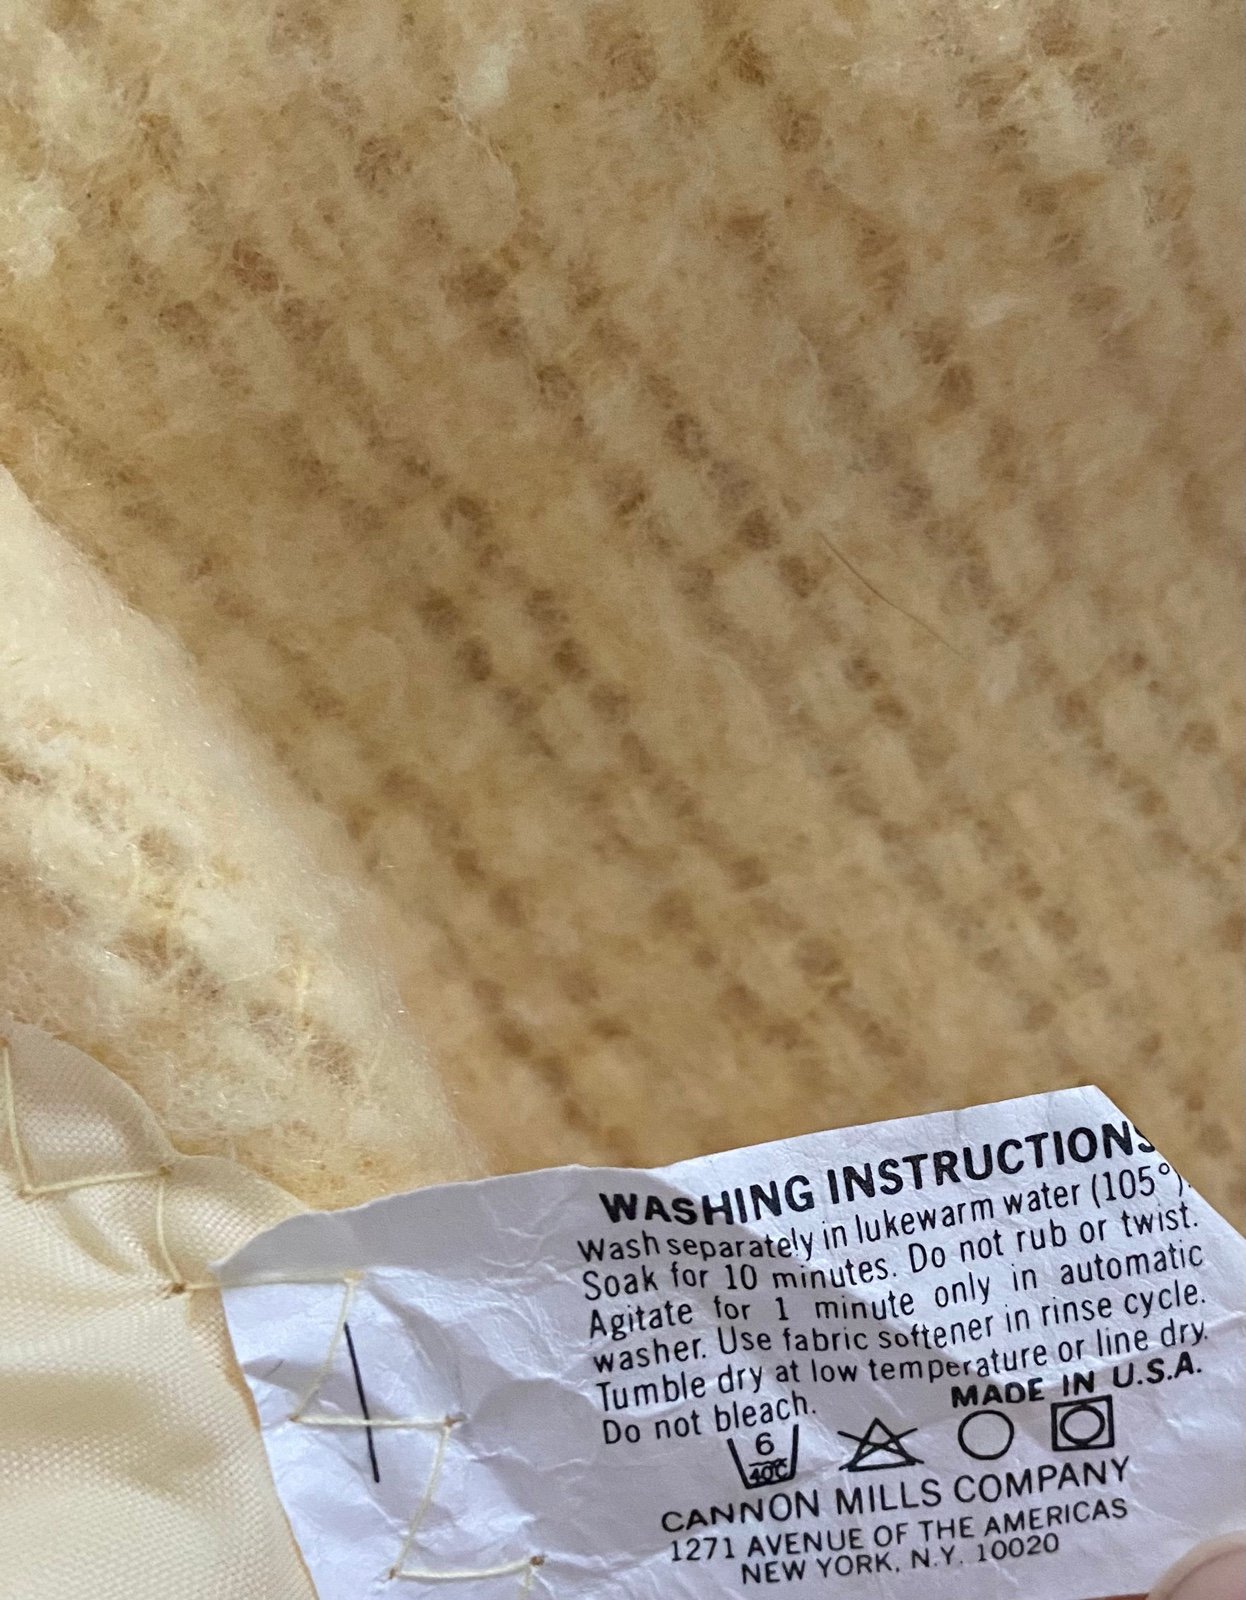 WASHING INSTRUCTIONS
Wash separately in lukewarm water (105°).
Soak for 10 minutes. Do not rub or twist.
Agitate for 1 minute only in automatic
washer. Use fabric softener in rinse cycle.
Tumble dry at low temperature or line dry.
Do not bleach.
MADE IN U.S.A.
6
40C
CANNON MILLS COMPANY
1271 AVENUE OF THE AMERICAS
NEW YORK, N.Y. 10020